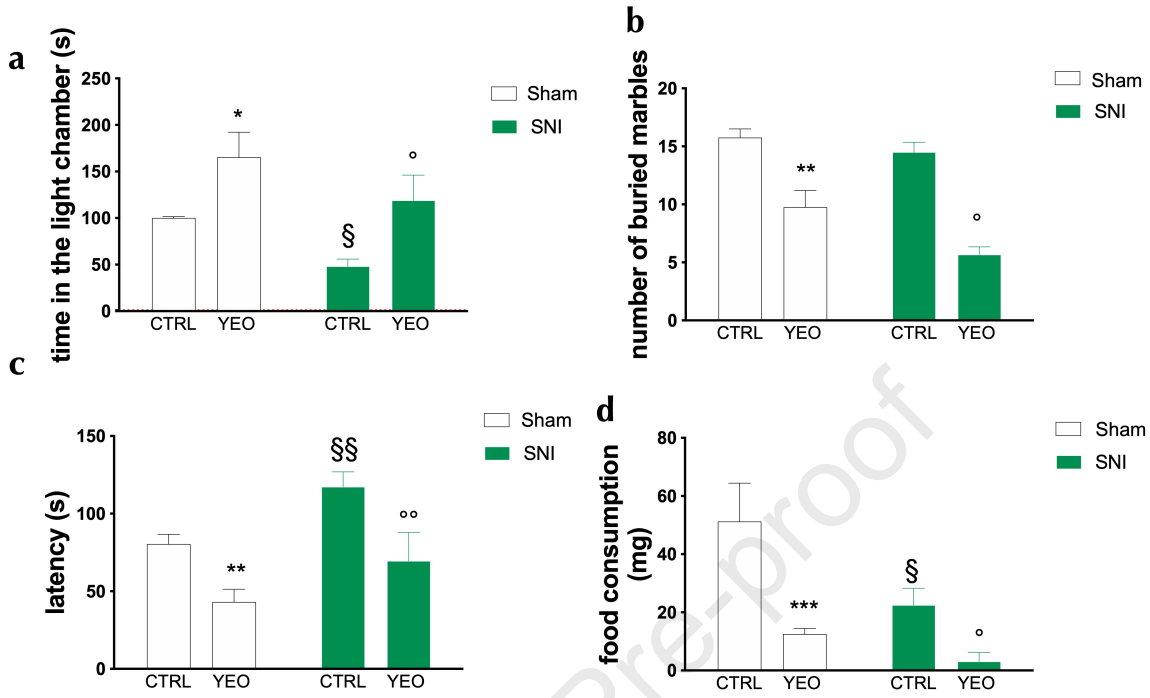 a
time in the light chamber (s)
250
200
150
100
50
0
*
§
°
CTRL YEO CTRL YEO
Sham
SNI
b
number of buried marbles
20
15
10
5
0
**
°
CTRL YEO CTRL YEO
Sham
SNI
c
latency (s)
150
100
50
0
**
§§
°°
CTRL YEO CTRL YEO
Sham
SNI
d
food consumption
(mg)
80
60
40
20
0
***
§
°
CTRL YEO CTRL YEO
Sham
SNI
Pre-proof